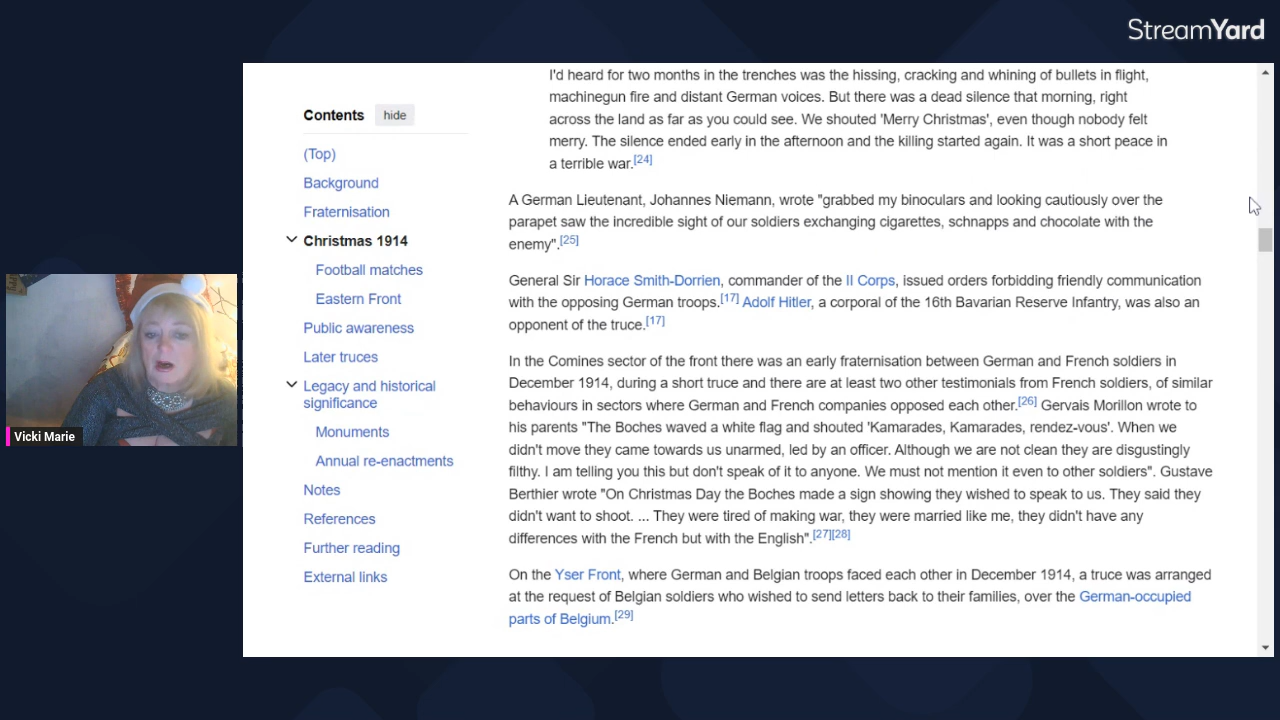 StreamYard
Contents hide
(Top)
Background
Fraternisation
Christmas 1914
Football matches
Eastern Front
Public awareness
Later truces
Legacy and historical
significance
Monuments
Annual re-enactments
Notes
References
Further reading
External links
I'd heard for two months in the trenches was the hissing, cracking and whining of bullets in flight,
machinegun fire and distant German voices. But there was a dead silence that morning, right
across the land as far as you could see. We shouted 'Merry Christmas', even though nobody felt
merry. The silence ended early in the afternoon and the killing started again. It was a short peace in
a terrible war.[24]
A German Lieutenant, Johannes Niemann, wrote "grabbed my binoculars and looking cautiously over the
parapet saw the incredible sight of our soldiers exchanging cigarettes, schnapps and chocolate with the
enemy".[25]
General Sir Horace Smith-Dorrien, commander of the II Corps, issued orders forbidding friendly communication
with the opposing German troops.[17] Adolf Hitler, a corporal of the 16th Bavarian Reserve Infantry, was also an
opponent of the truce.[17]
In the Comines sector of the front there was an early fraternisation between German and French soldiers in
December 1914, during a short truce and there are at least two other testimonials from French soldiers, of similar
behaviours in sectors where German and French companies opposed each other.[26] Gervais Morillon wrote to
his parents "The Boches waved a white flag and shouted 'Kamarades, Kamarades, rendez-vous'. When we
didn't move they came towards us unarmed, led by an officer. Although we are not clean they are disgustingly
filthy. I am telling you this but don't speak of it to anyone. We must not mention it even to other soldiers". Gustave
Berthier wrote "On Christmas Day the Boches made a sign showing they wished to speak to us. They said they
didn't want to shoot. ... They were tired of making war, they were married like me, they didn't have any
differences with the French but with the English".[27][28]
On the Yser Front, where German and Belgian troops faced each other in December 1914, a truce was arranged
at the request of Belgian soldiers who wished to send letters back to their families, over the German-occupied
parts of Belgium.[29]
Vicki Marie